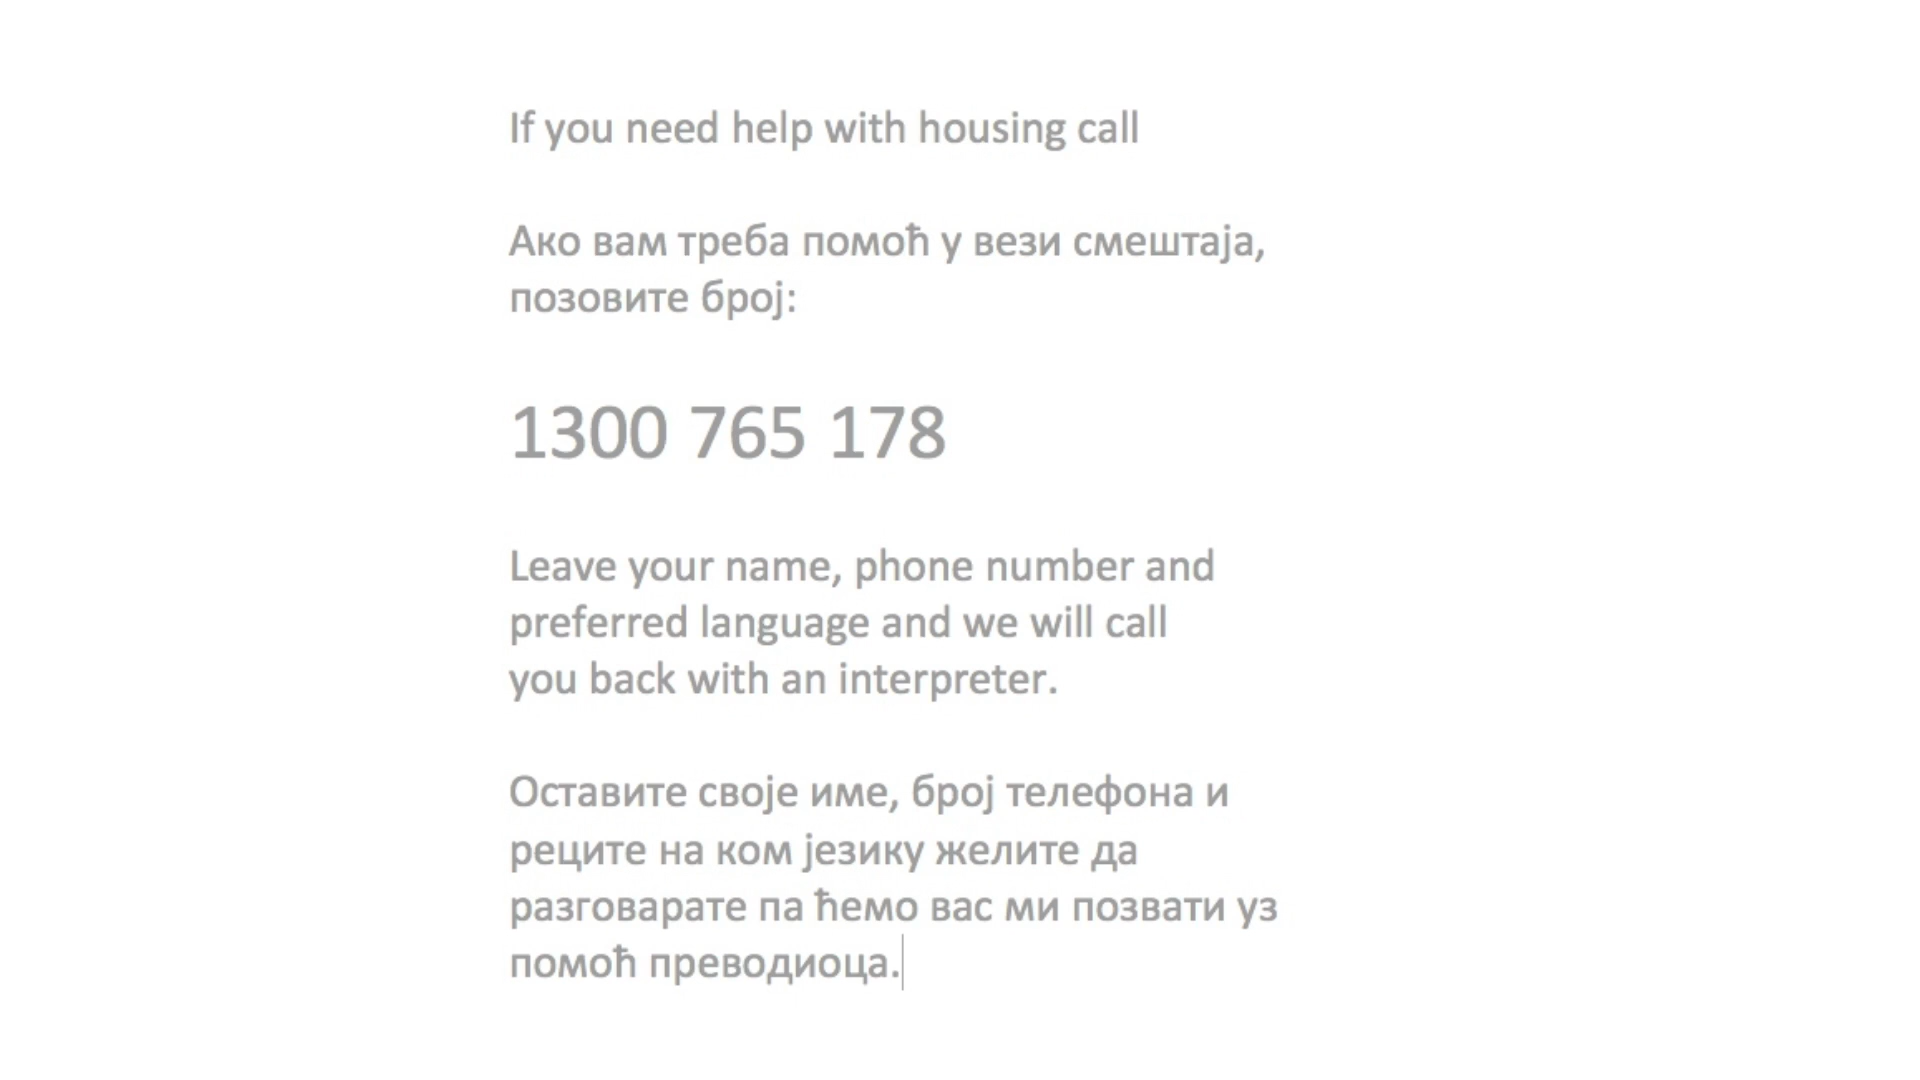 If you need help with housing call
Ако вам треба помоћ у вези смештаја,
позовите број:
1300 765 178
Leave your name, phone number and
preferred language and we will call
you back with an interpreter.
Оставите своје име, број телефона и
реците на ком језику желите да
разговарате па ћемо вас ми позвати уз
помоћ преводиоца.